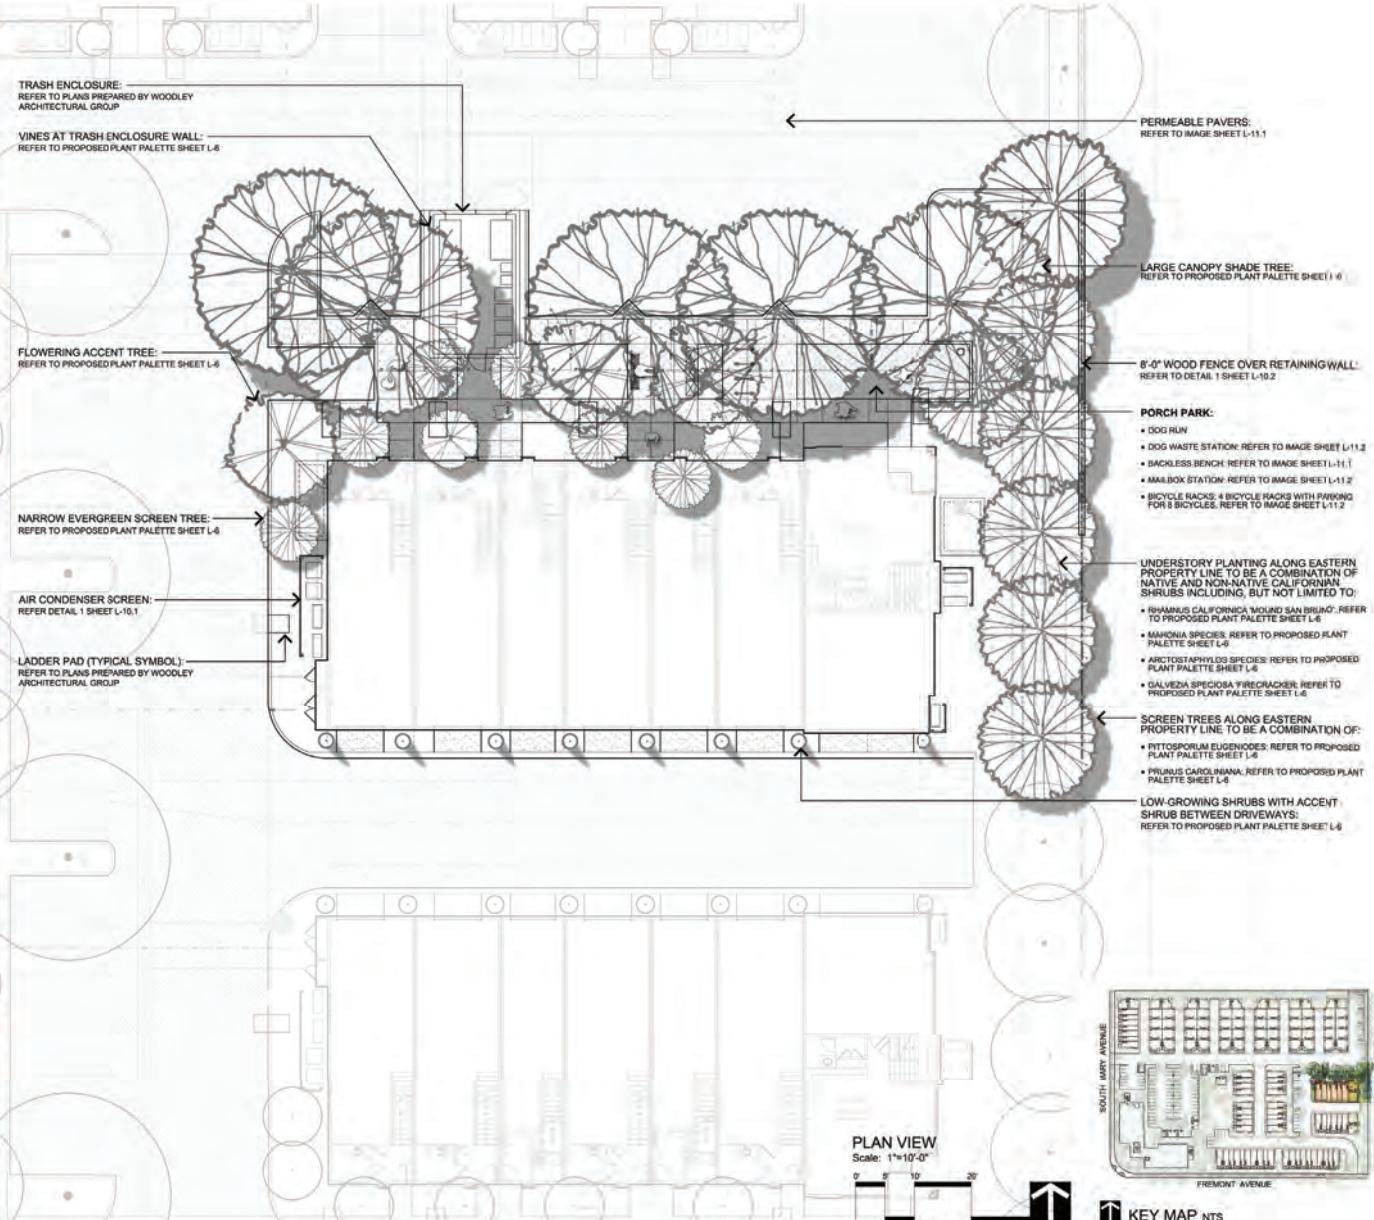 TRASH ENCLOSURE:
REFER TO PLANS PREPARED BY WOODLEY
ARCHITECTURAL GROUP
VINES AT TRASH ENCLOSURE WALL:
REFER TO PROPOSED PLANT PALETTE SHEET L-6
FLOWERING ACCENT TREE:
REFER TO PROPOSED PLANT PALETTE SHEET L-6
NARROW EVERGREEN SCREEN TREE:
REFER TO PROPOSED PLANT PALETTE SHEET L-6
AIR CONDENSER SCREEN:
REFER DETAIL 1 SHEET L-10.1
LADDER PAD (TYPICAL SYMBOL):
REFER TO PLANS PREPARED BY WOODLEY
ARCHITECTURAL GROUP
PERMEABLE PAVERS:
REFER TO IMAGE SHEET L-11.1
LARGE CANOPY SHADE TREE:
REFER TO PROPOSED PLANT PALETTE SHEET L-6
8'-0" WOOD FENCE OVER RETAINING WALL:
REFER TO DETAIL 1 SHEET L-10.2
PORCH PARK:
• DOG RUN
• DOG WASTE STATION: REFER TO IMAGE SHEET L-11.2
• BACKLESS BENCH: REFER TO IMAGE SHEET L-11.1
• MAILBOX STATION: REFER TO IMAGE SHEET L-11.2
• BICYCLE RACKS: 4 BICYCLE RACKS WITH PARKING
FOR 8 BICYCLES. REFER TO IMAGE SHEET L-11.2
UNDERSTORY PLANTING ALONG EASTERN
PROPERTY LINE TO BE A COMBINATION OF
NATIVE AND NON-NATIVE CALIFORNIAN
SHRUBS INCLUDING, BUT NOT LIMITED TO:
• RHAMNUS CALIFORNICA 'MOUND SAN BRUNO': REFER
TO PROPOSED PLANT PALETTE SHEET L-6
• MAHONIA SPECIES: REFER TO PROPOSED PLANT
PALETTE SHEET L-6
• ARCTOSTAPHYLOS SPECIES: REFER TO PROPOSED
PLANT PALETTE SHEET L-6
• GALVEZIA SPECIOSA 'FIRECRACKER: REFER TO
PROPOSED PLANT PALETTE SHEET L-6
SCREEN TREES ALONG EASTERN
PROPERTY LINE TO BE A COMBINATION OF:
• PITTOSPORUM EUGENIODES: REFER TO PROPOSED
PLANT PALETTE SHEET L-6
• PRUNUS CAROLINIANA: REFER TO PROPOSED PLANT
PALETTE SHEET L-6
LOW-GROWING SHRUBS WITH ACCENT
SHRUB BETWEEN DRIVEWAYS:
REFER TO PROPOSED PLANT PALETTE SHEET L-6
PLAN VIEW
Scale: 1"=10'-0"
0' 5' 10' 20'
SOUTH MARY AVENUE
FREMONT AVENUE
KEY MAP NTS